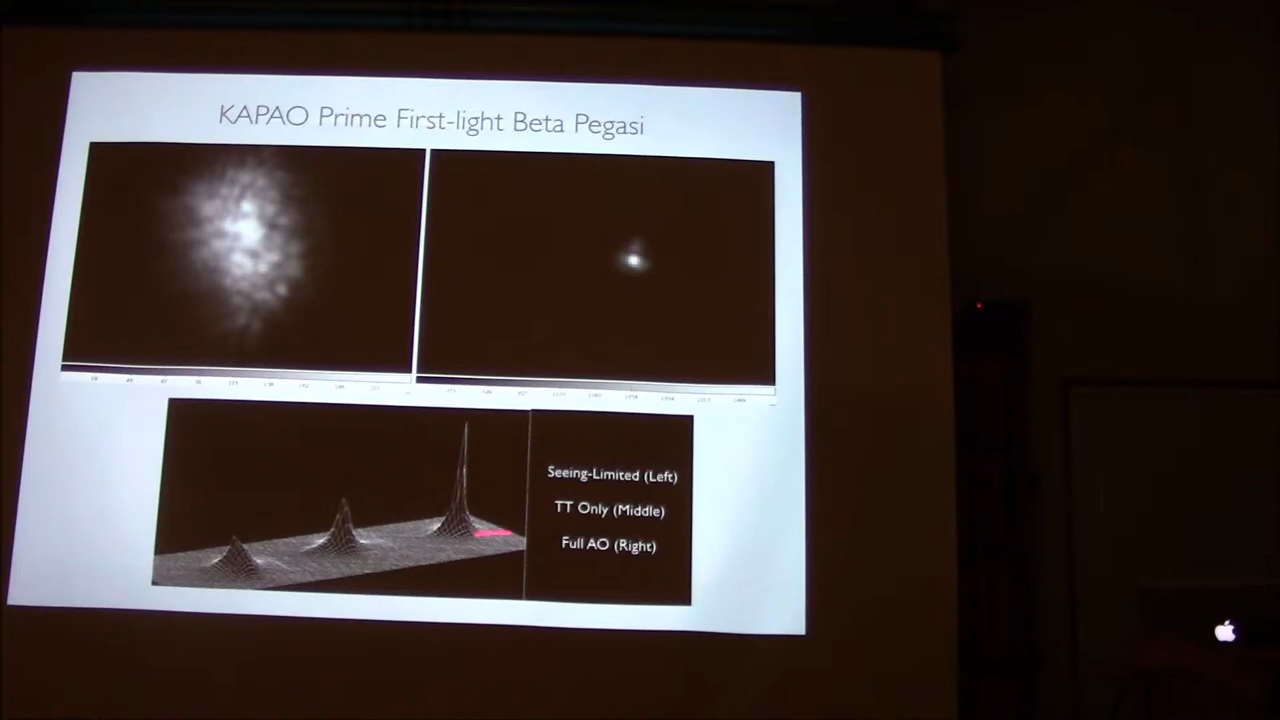 KAPAO Prime First-light Beta Pegasi
Seeing-Limited (Left)
TT Only (Middle)
Full AO (Right)